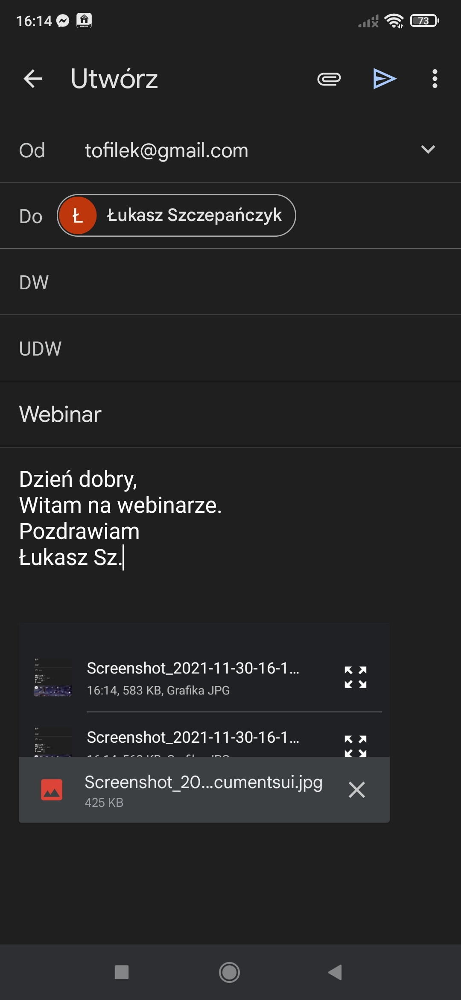 16:14
PHILIPS
73
Utwórz
Od tofilek@gmail.com
Do Ł Łukasz Szczepańczyk
DW
UDW
Webinar
Dzień dobry,
Witam na webinarze.
Pozdrawiam
Łukasz Sz.
Screenshot_2021-11-30-16-1...
16:14, 583 KB, Grafika JPG
Screenshot_2021-11-30-16-1...
Screenshot_20...cumentsui.jpg
425 KB